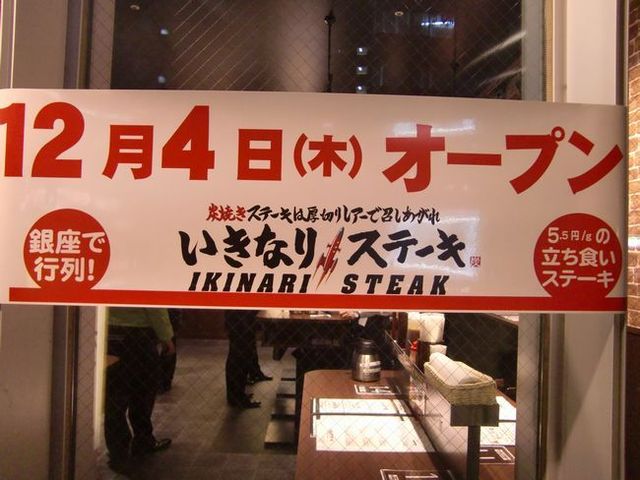 12月4日(木)オープン
炭焼きステーキは厚切りレアーで召しあがれ
銀座で
行列!
いきなりステーキ
IKINARI STEAK
5.5円/gの
立ち食い
ステーキ